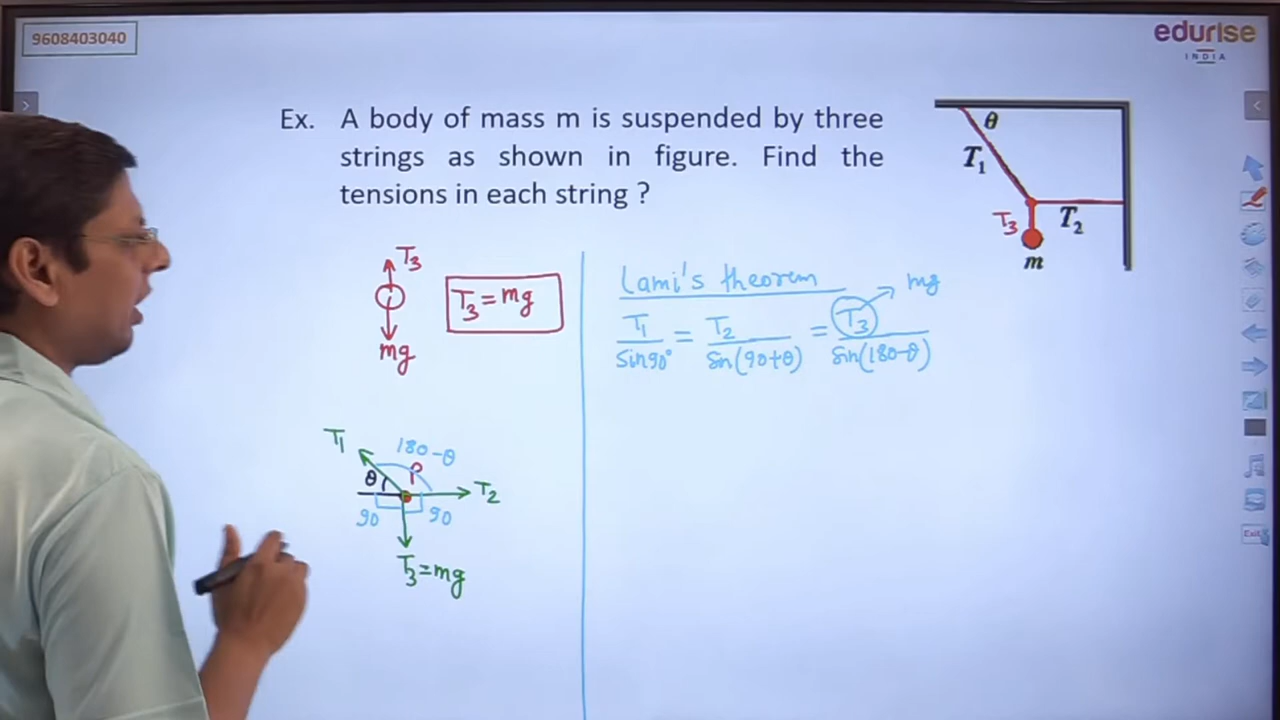 9608403040
edurise
INDIA
Ex. A body of mass m is suspended by three
strings as shown in figure. Find the
tensions in each string ?
θ
T₁
T₃
T₂
m
T₃
T₃ = mg
mg
Lami's theorem
T₁/sin90° = T₂/sin(90+θ) = T₃/sin(180-θ)
mg
T₁
180-θ
P
θ
T₂
90
90
T₃=mg
Exit